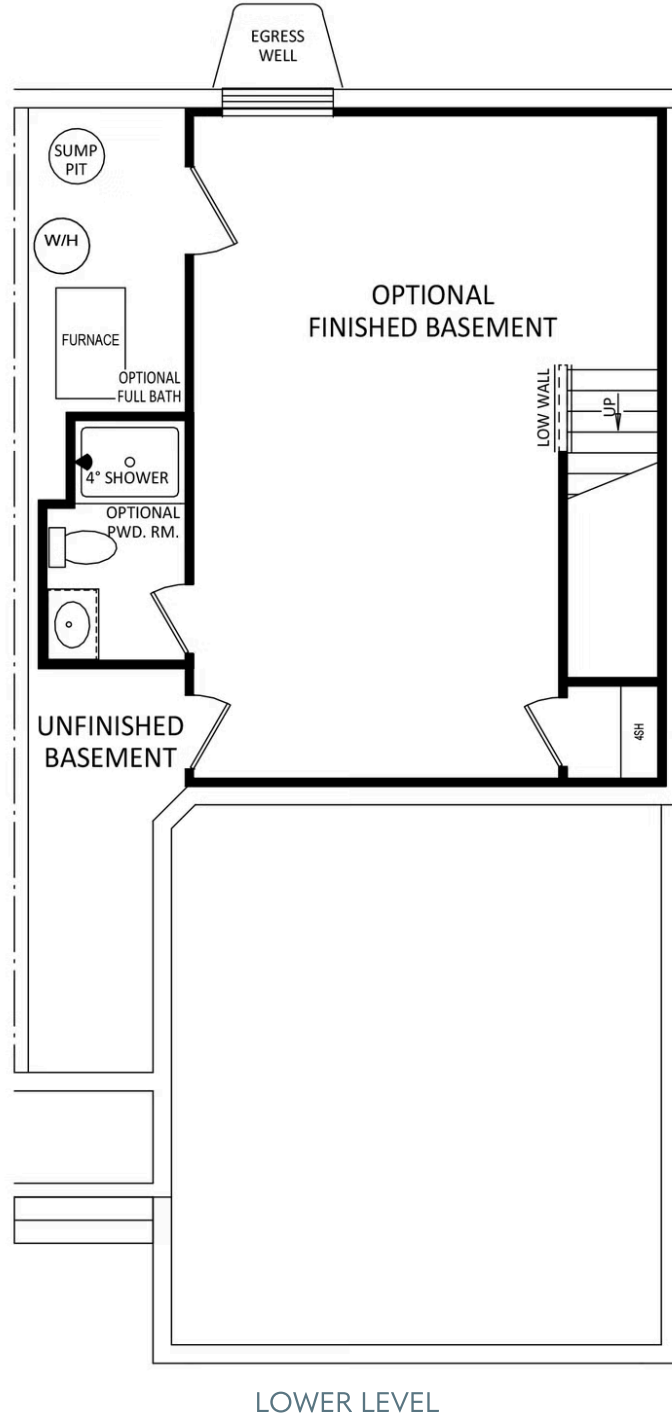 EGRESS
WELL
SUMP
PIT
W/H
FURNACE
OPTIONAL
FULL BATH
OPTIONAL
FINISHED BASEMENT
LOW WALL
UP
4° SHOWER
OPTIONAL
PWD. RM.
UNFINISHED
BASEMENT
4SH
LOWER LEVEL